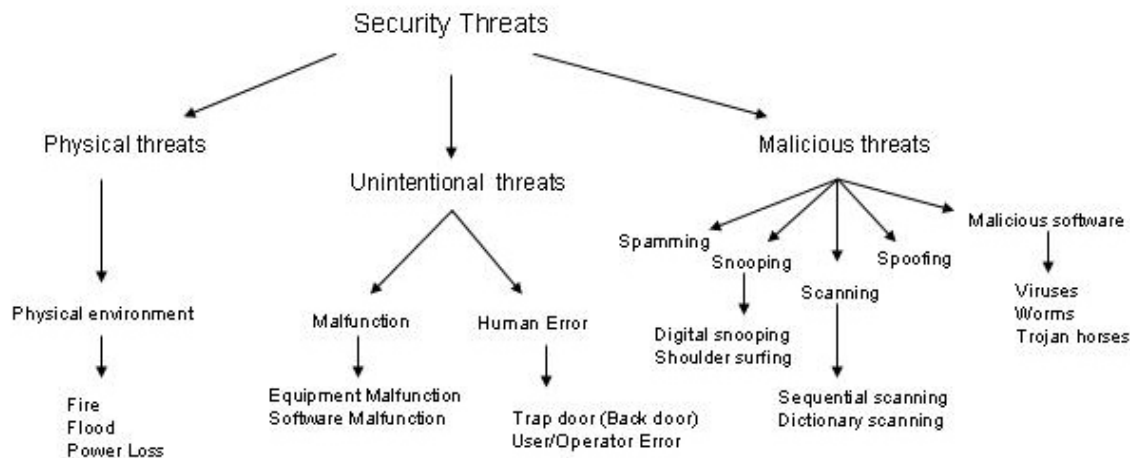 Security Threats
Physical threats
Unintentional threats
Malicious threats
Physical environment
Fire
Flood
Power Loss
Malfunction
Equipment Malfunction
Software Malfunction
Human Error
Trap door (Back door)
User/Operator Error
Spamming
Snooping
Digital snooping
Shoulder surfing
Scanning
Sequential scanning
Dictionary scanning
Spoofing
Malicious software
Viruses
Worms
Trojan horses